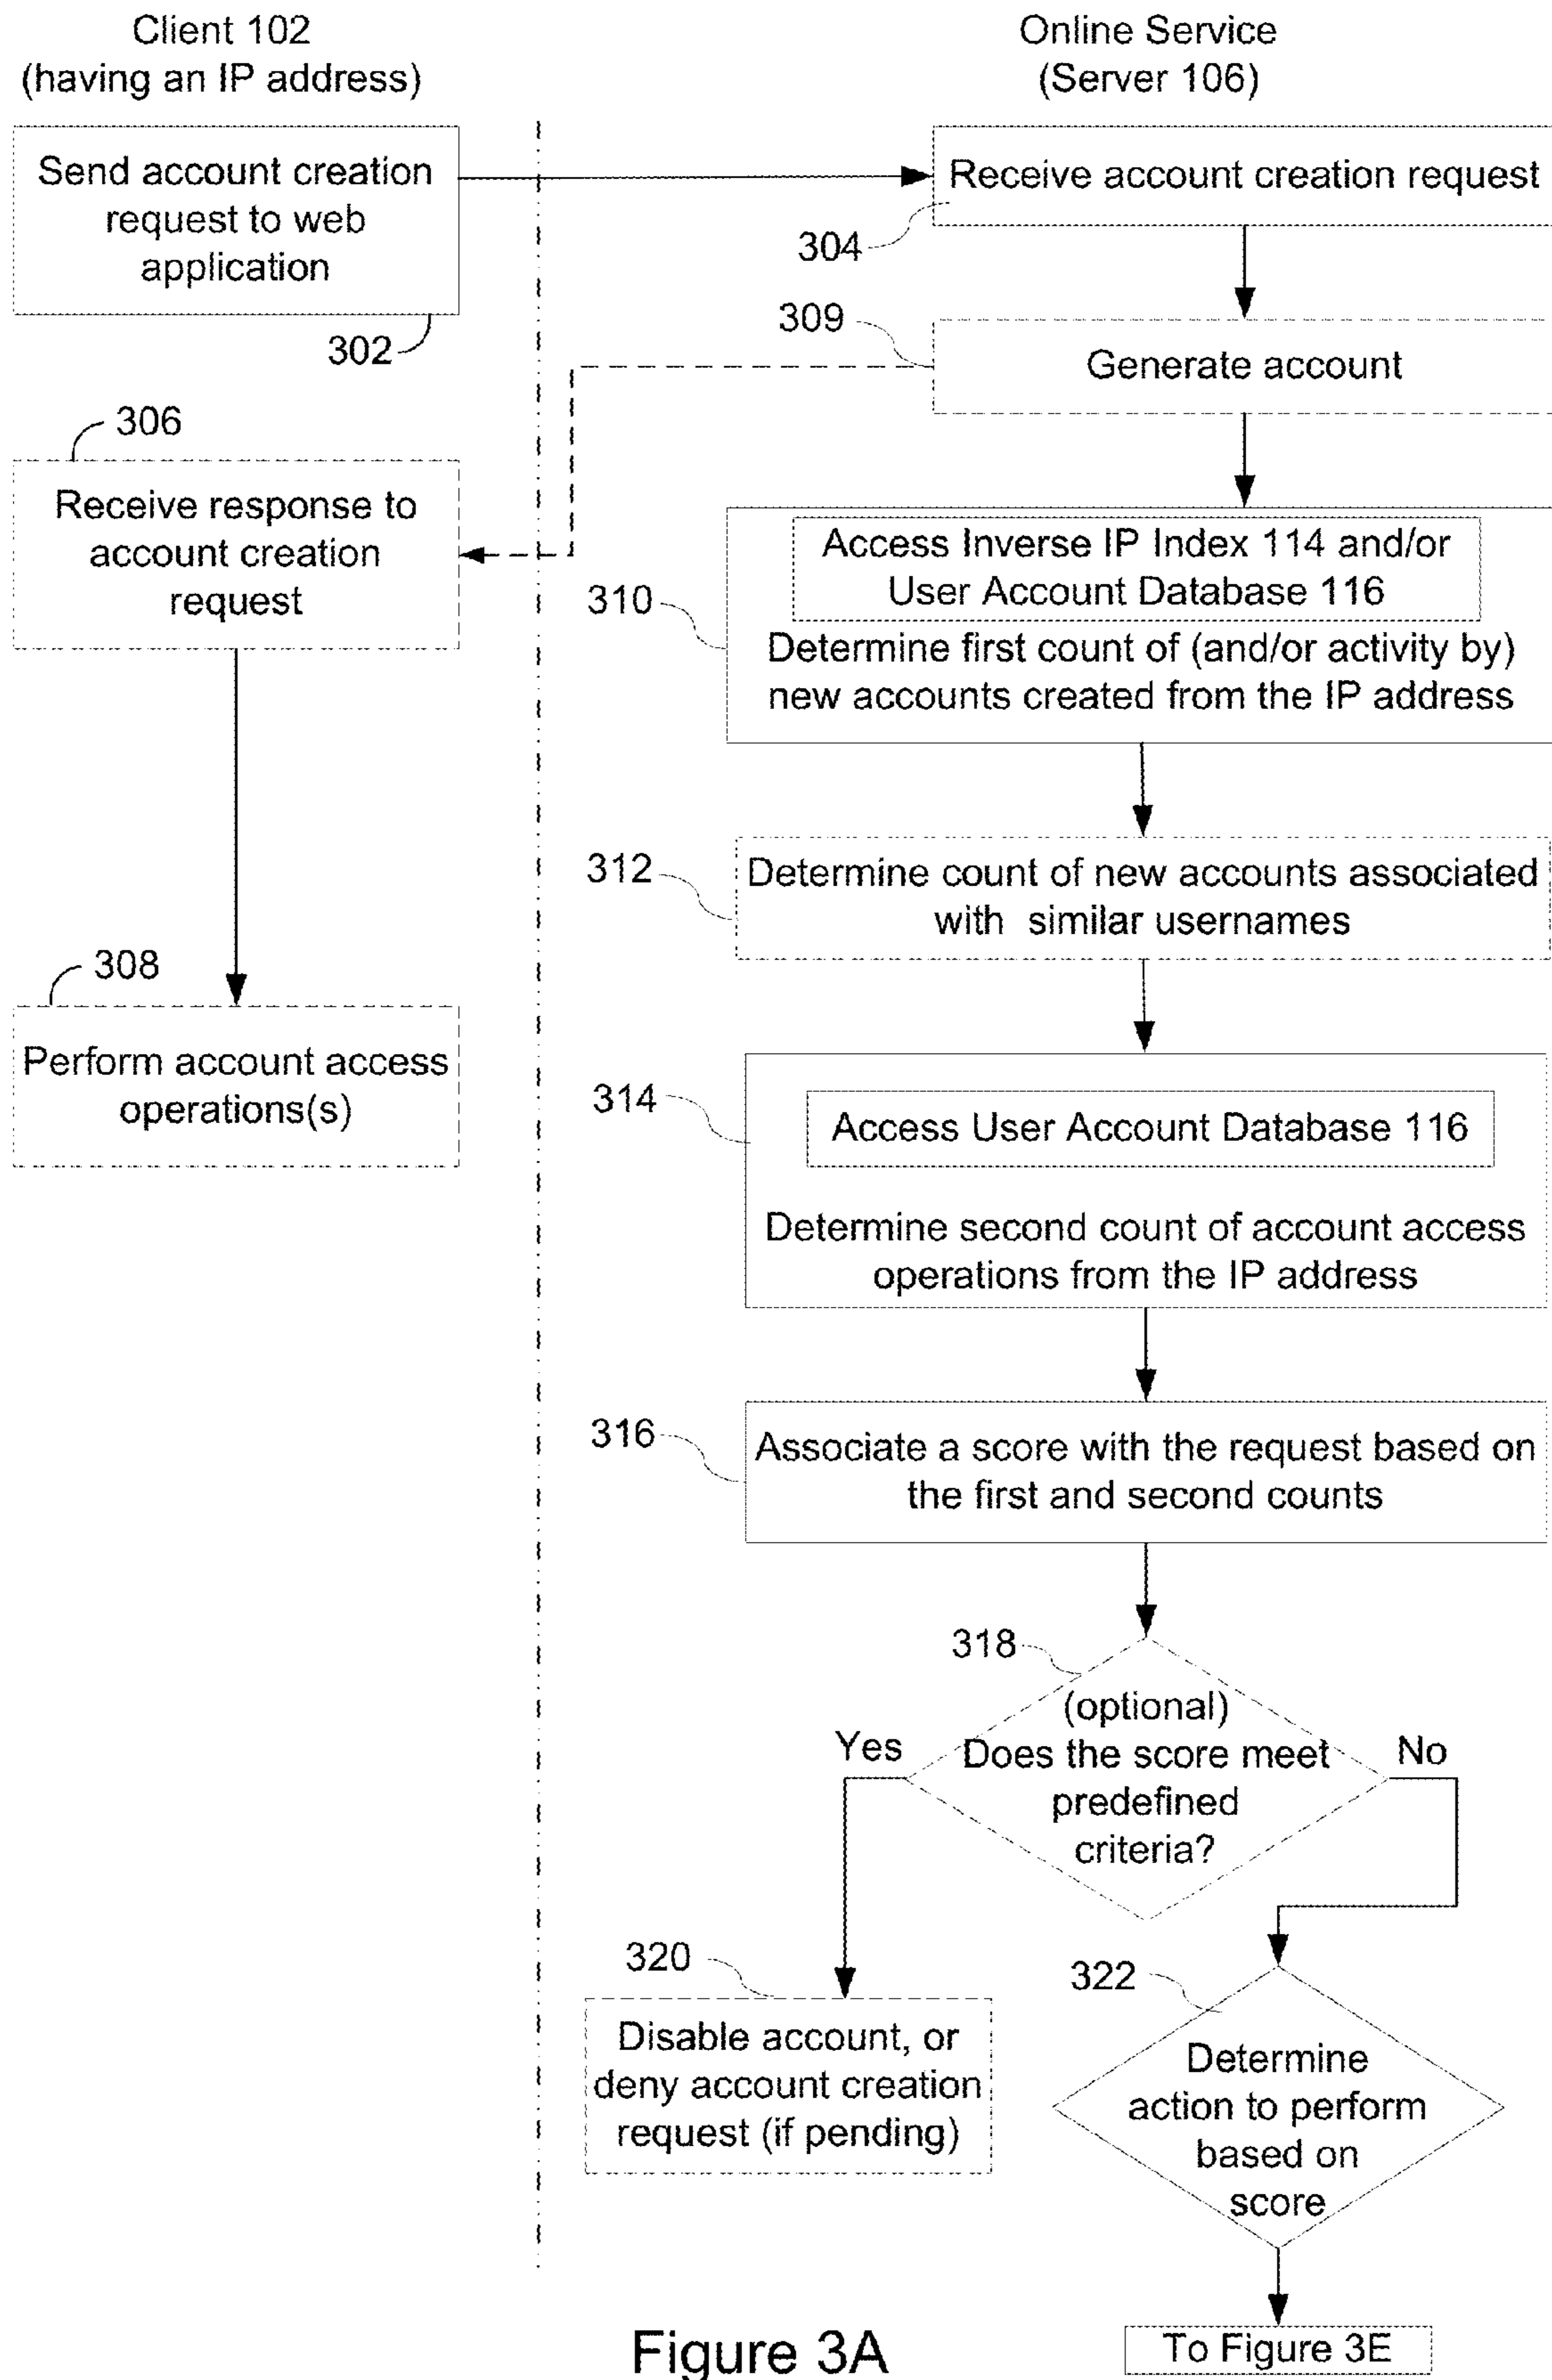 Client 102
(having an IP address)
Online Service
(Server 106)
Send account creation
request to web
application
302
Receive account creation request
304
309
Generate account
306
Receive response to
account creation
request
308
Perform account access
operations(s)
310
Access Inverse IP Index 114 and/or
User Account Database 116
Determine first count of (and/or activity by)
new accounts created from the IP address
312
Determine count of new accounts associated
with similar usernames
314
Access User Account Database 116
Determine second count of account access
operations from the IP address
316
Associate a score with the request based on
the first and second counts
318
(optional)
Does the score meet
predefined
criteria?
Yes
No
320
Disable account, or
deny account creation
request (if pending)
322
Determine
action to perform
based on
score
To Figure 3E
Figure 3A